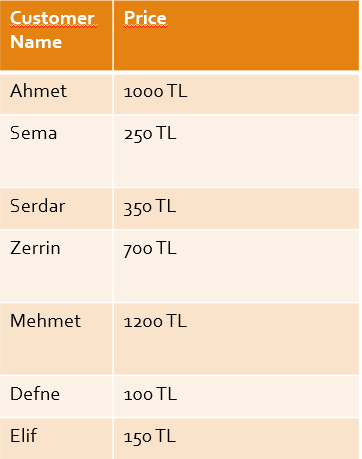 Customer Price
Name
Ahmet 1000 TL
Sema 250 TL
Serdar 350 TL
Zerrin 700 TL
Mehmet 1200 TL
Defne 100 TL
Elif 150 TL